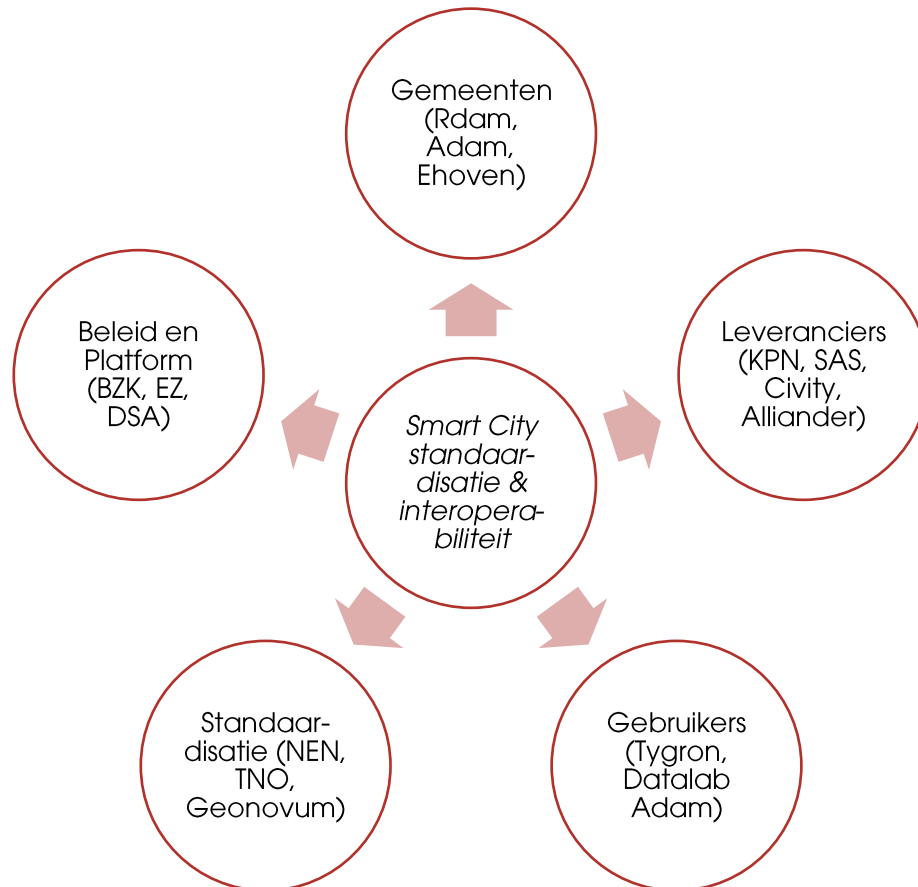 Gemeenten
(Rdam,
Adam,
Ehoven)
Beleid en
Platform
(BZK, EZ,
DSA)
Leveranciers
(KPN, SAS,
Civity,
Alliander)
Smart City
standaar-
disatie &
interopera-
biliteit
Standaar-
disatie (NEN,
TNO,
Geonovum)
Gebruikers
(Tygron,
Datalab
Adam)